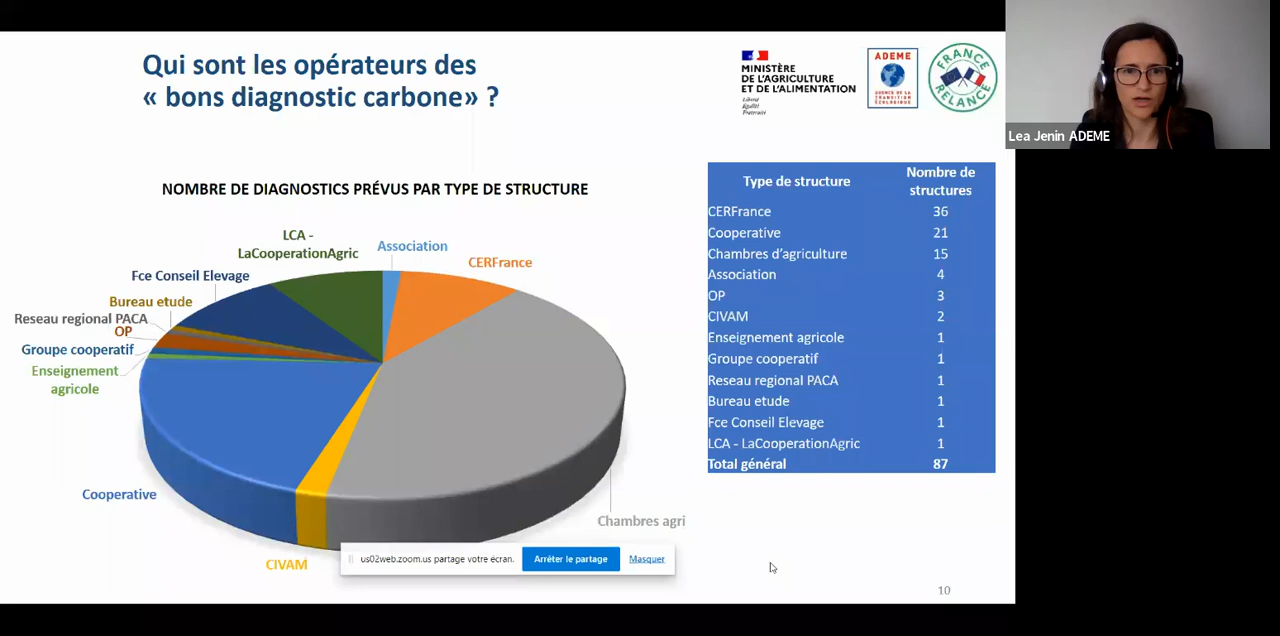 Qui sont les opérateurs des
« bons diagnostic carbone» ?
MINISTÈRE
DE L'AGRICULTURE
ET DE L'ALIMENTATION
Liberté
Égalité
Fraternité
ADEME
AGENCE DE LA
TRANSITION
ÉCOLOGIQUE
FRANCE
RELANCE
Lea Jenin ADEME
NOMBRE DE DIAGNOSTICS PRÉVUS PAR TYPE DE STRUCTURE
LCA -
LaCooperationAgric
Association
CERFrance
Fce Conseil Elevage
Bureau etude
Reseau regional PACA
OP
Groupe cooperatif
Enseignement
agricole
Cooperative
CIVAM
Chambres agri
Type de structure Nombre de
structures
CERFrance 36
Cooperative 21
Chambres d'agriculture 15
Association 4
OP 3
CIVAM 2
Enseignement agricole 1
Groupe cooperatif 1
Reseau regional PACA 1
Bureau etude 1
Fce Conseil Elevage 1
LCA - LaCooperationAgric 1
Total général 87
us02web.zoom.us partage votre écran. Arrêter le partage Masquer
10